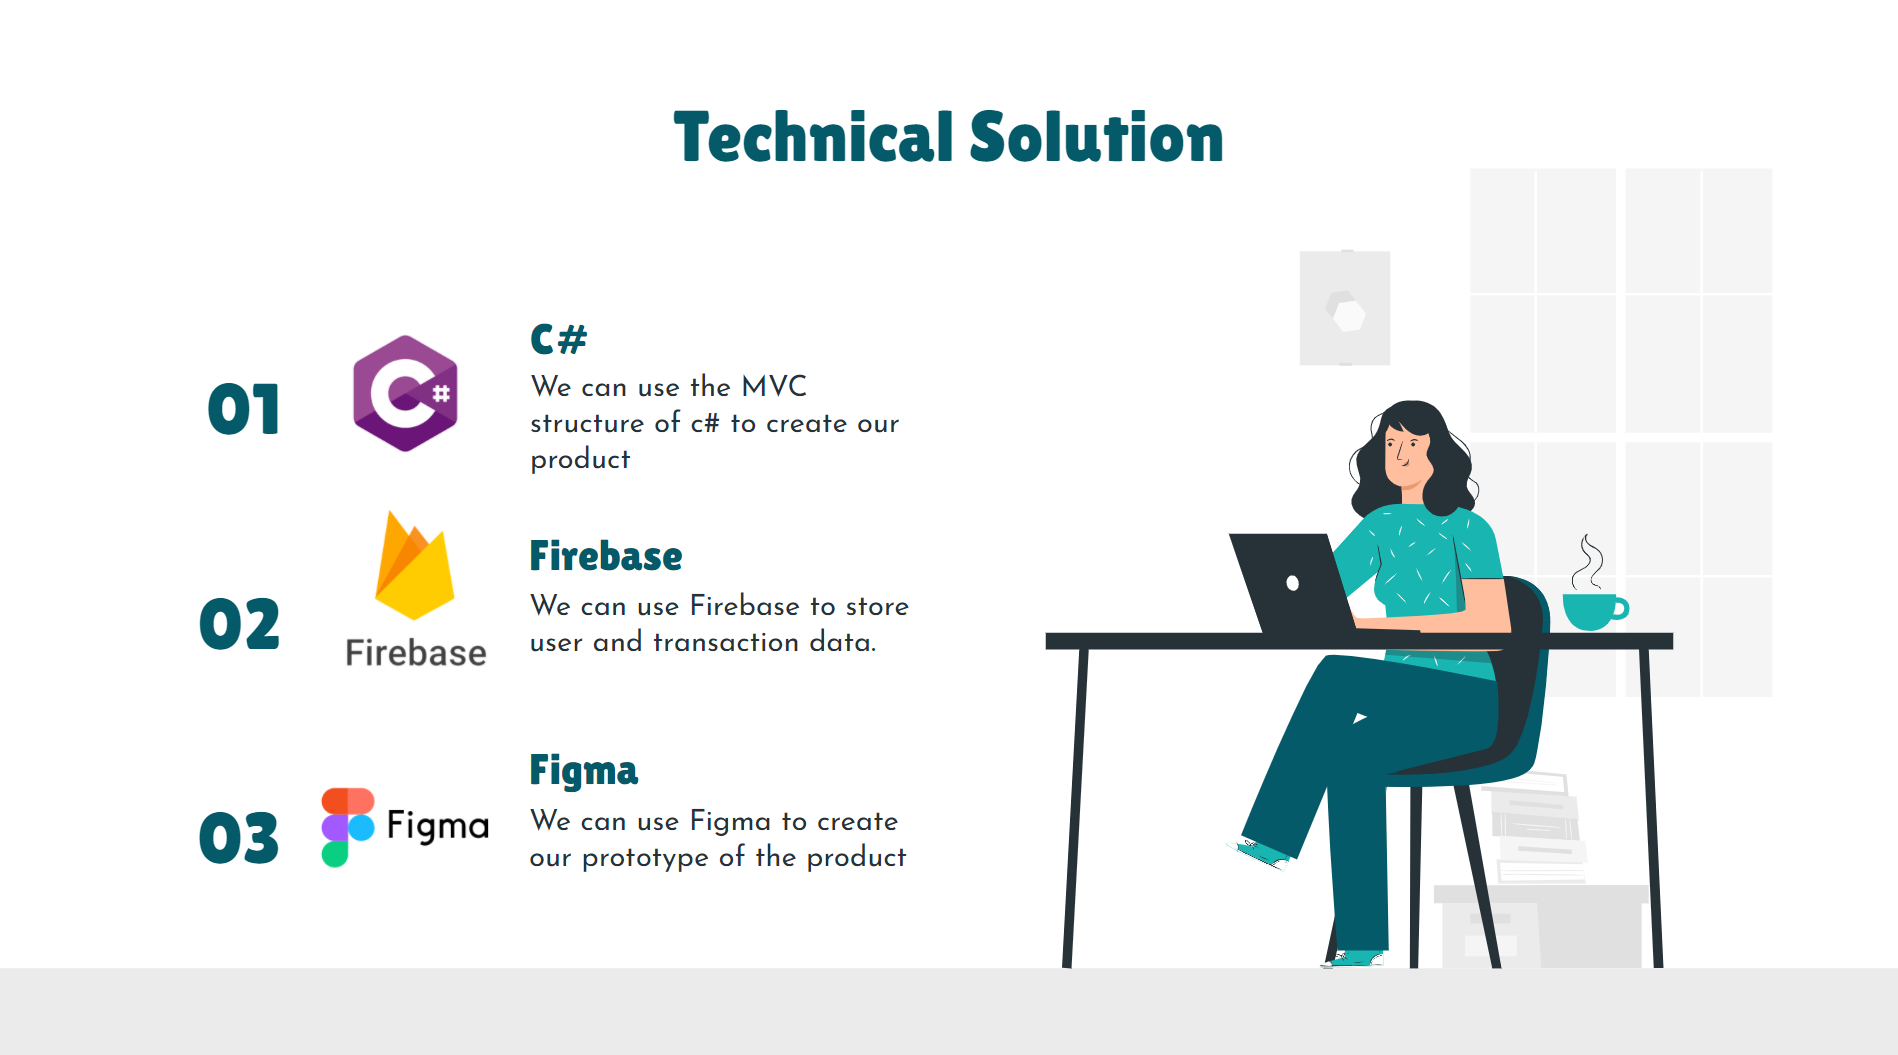 Technical Solution
01
C#
We can use the MVC
structure of c# to create our
product
02
Firebase
Firebase
We can use Firebase to store
user and transaction data.
03
Figma
Figma
We can use Figma to create
our prototype of the product